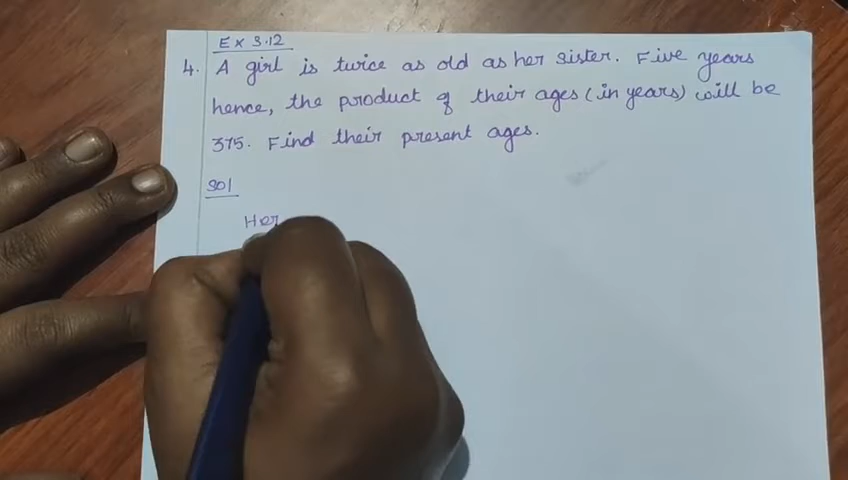 Ex 3.12
4. A girl is twice as old as her sister. Five years
hence, the product of their ages (in years) will be
375. Find their present ages.
Sol
Her